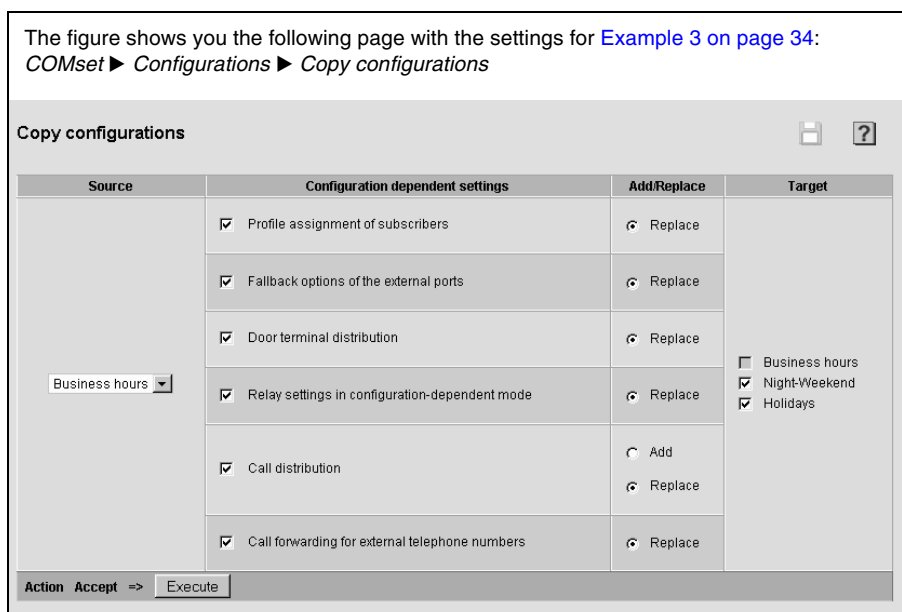 The figure shows you the following page with the settings for Example 3 on page 34:
COMset ▶ Configurations ▶ Copy configurations
Copy configurations
?
Source Configuration dependent settings Add/Replace Target
Profile assignment of subscribers Replace
Fallback options of the external ports Replace
Door terminal distribution Replace
Business hours
Business hours Relay settings in configuration-dependent mode Replace Night-Weekend
Holidays
Call distribution Add
Replace
Call forwarding for external telephone numbers Replace
Action Accept => Execute